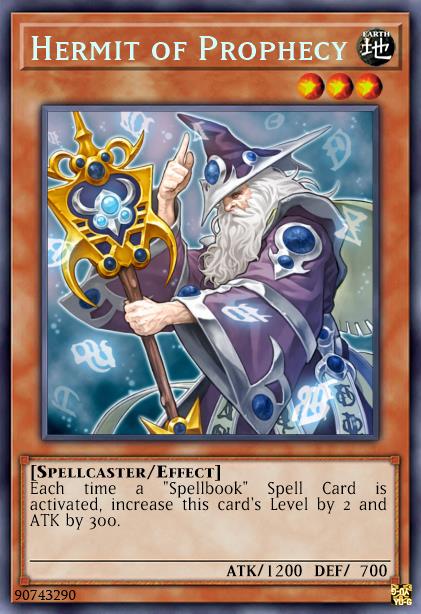 Hermit of Prophecy
EARTH
地
[Spellcaster/Effect]
Each time a "Spellbook" Spell Card is
activated, increase this card's Level by 2 and
ATK by 300.
ATK/1200 DEF/ 700
90743290